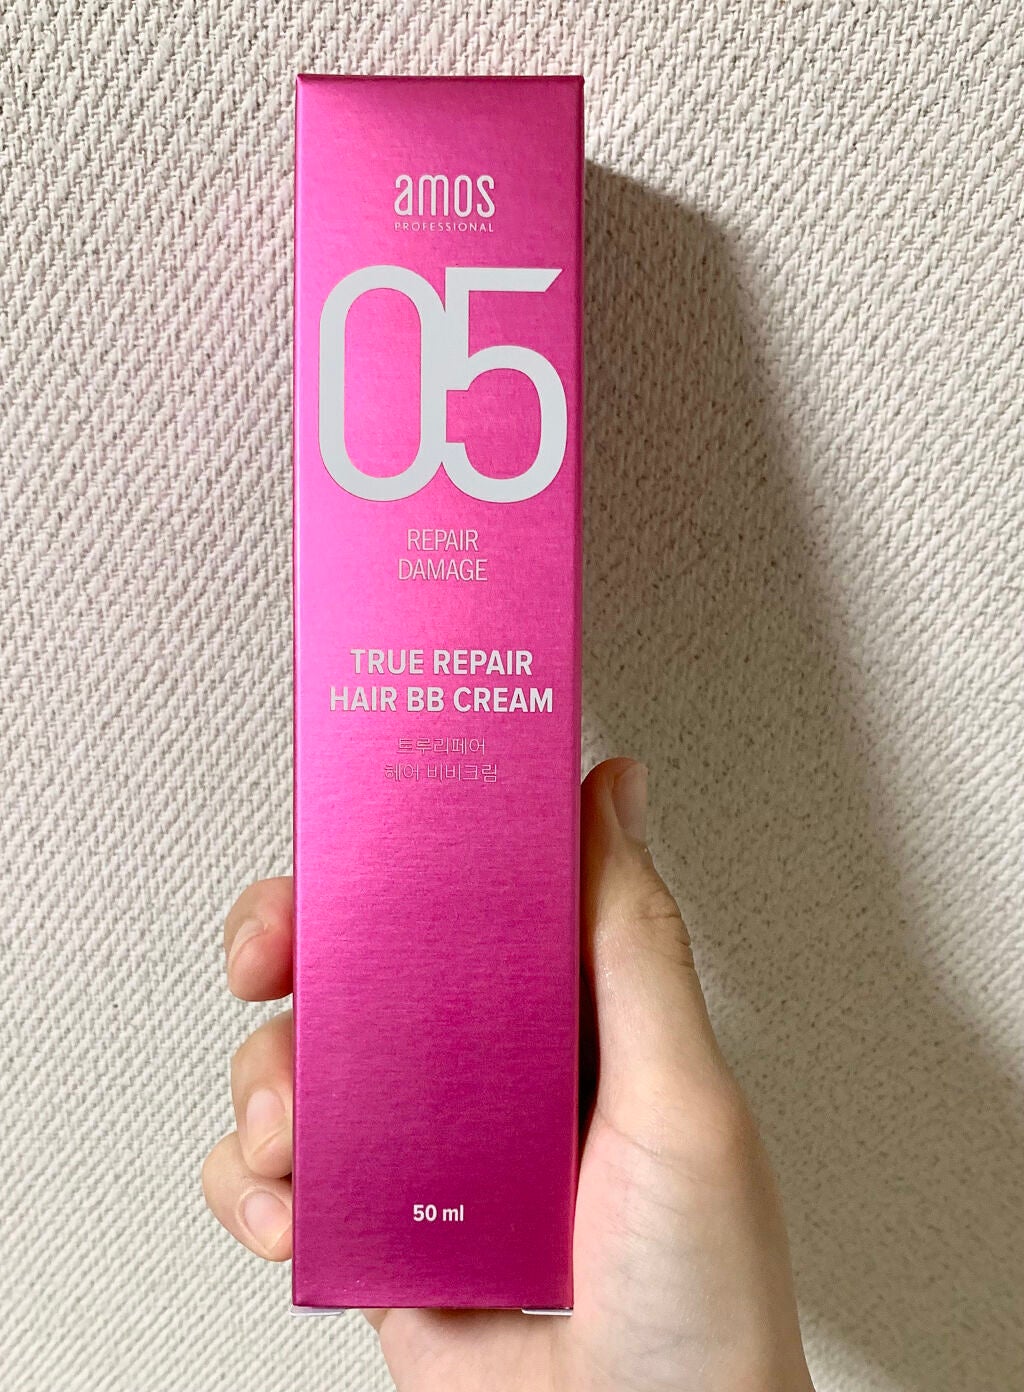 amos
PROFESSIONAL
05
REPAIR
DAMAGE
TRUE REPAIR
HAIR BB CREAM
트루리페어
헤어 비비크림
50 ml